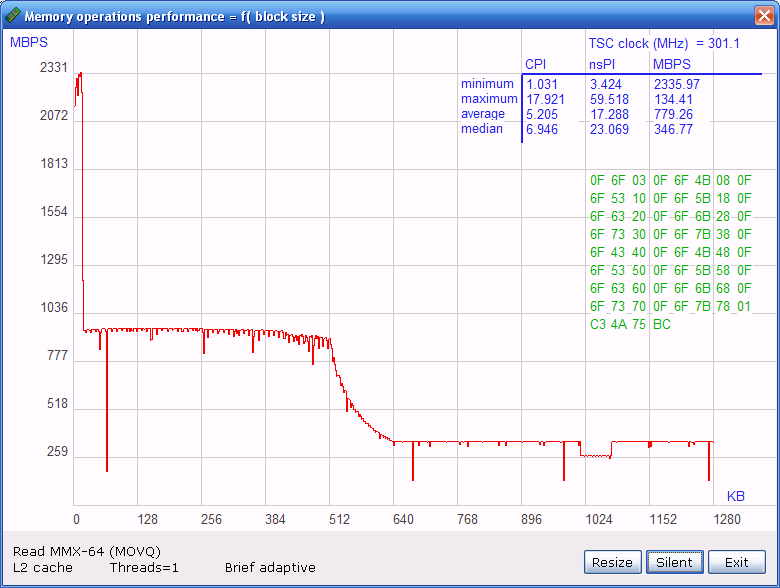 Memory operations performance = f( block size )
MBPS
TSC clock (MHz) = 301.1
CPI nsPI MBPS
minimum 1.031 3.424 2335.97
maximum 17.921 59.518 134.41
average 5.205 17.288 779.26
median 6.946 23.069 346.77
2331
2072
1813
1554
1295
1036
777
518
259
0F 6F 03 0F 6F 4B 08 0F
6F 53 10 0F 6F 5B 18 0F
6F 63 20 0F 6F 6B 28 0F
6F 73 30 0F 6F 7B 38 0F
6F 43 40 0F 6F 4B 48 0F
6F 53 50 0F 6F 5B 58 0F
6F 63 60 0F 6F 6B 68 0F
6F 73 70 0F 6F 7B 78 01
C3 4A 75 BC
KB
0 128 256 384 512 640 768 896 1024 1152 1280
Read MMX-64 (MOVQ)
L2 cache Threads=1 Brief adaptive
Resize Silent Exit